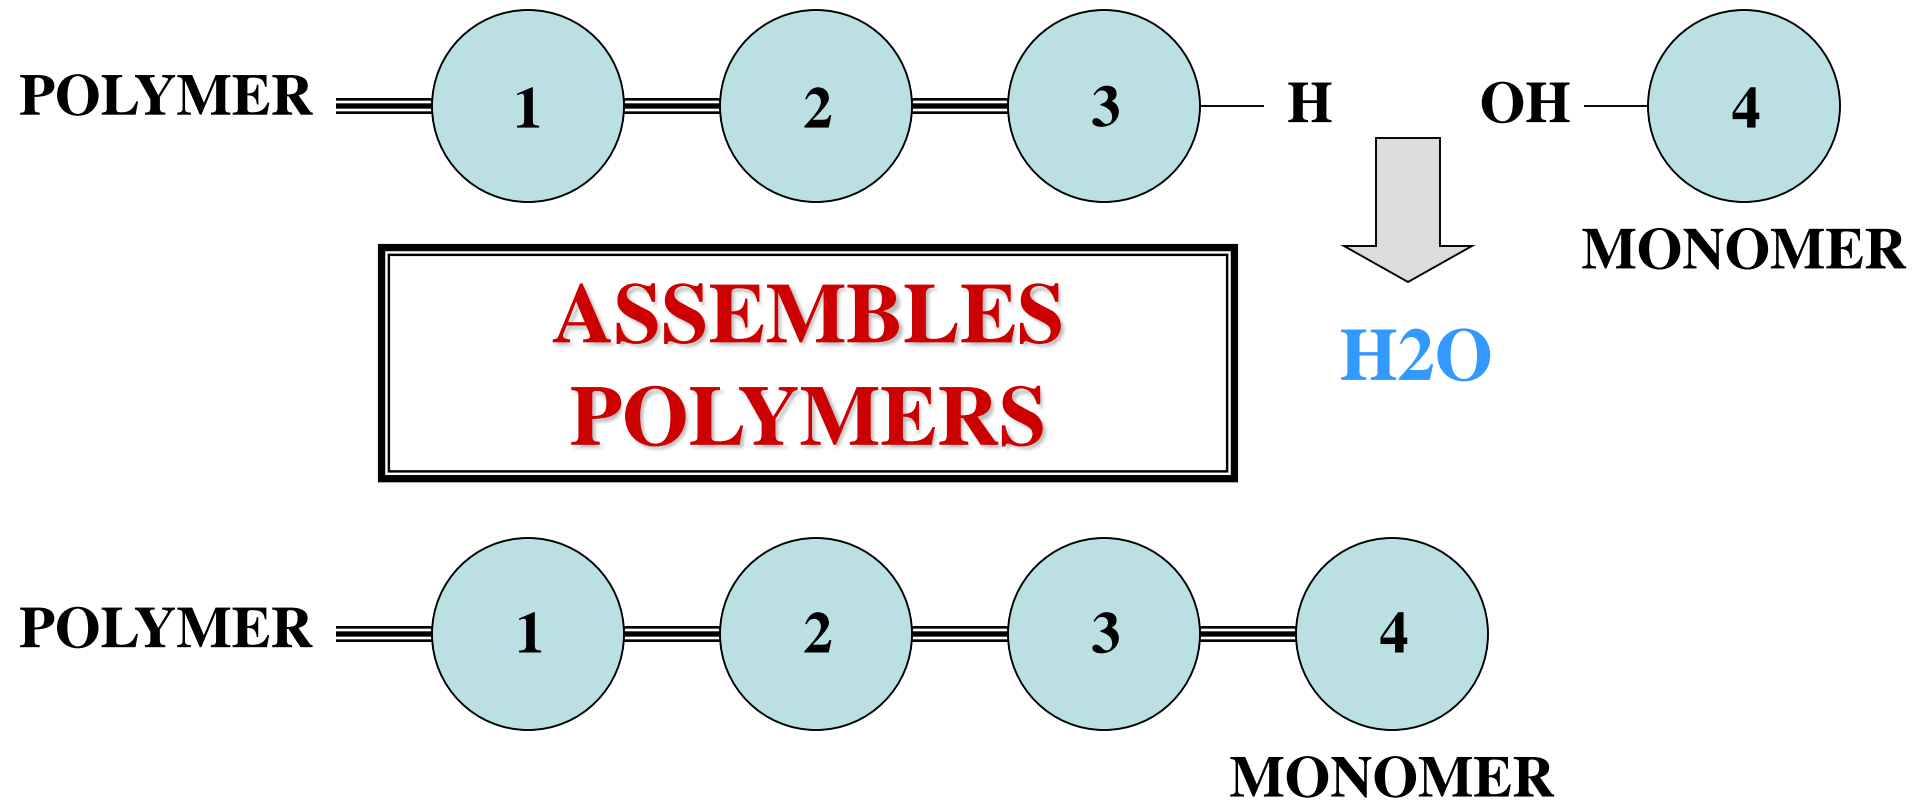 POLYMER 1 2 3 H OH 4
MONOMER
ASSEMBLES
POLYMERS
H2O
POLYMER 1 2 3 4
MONOMER